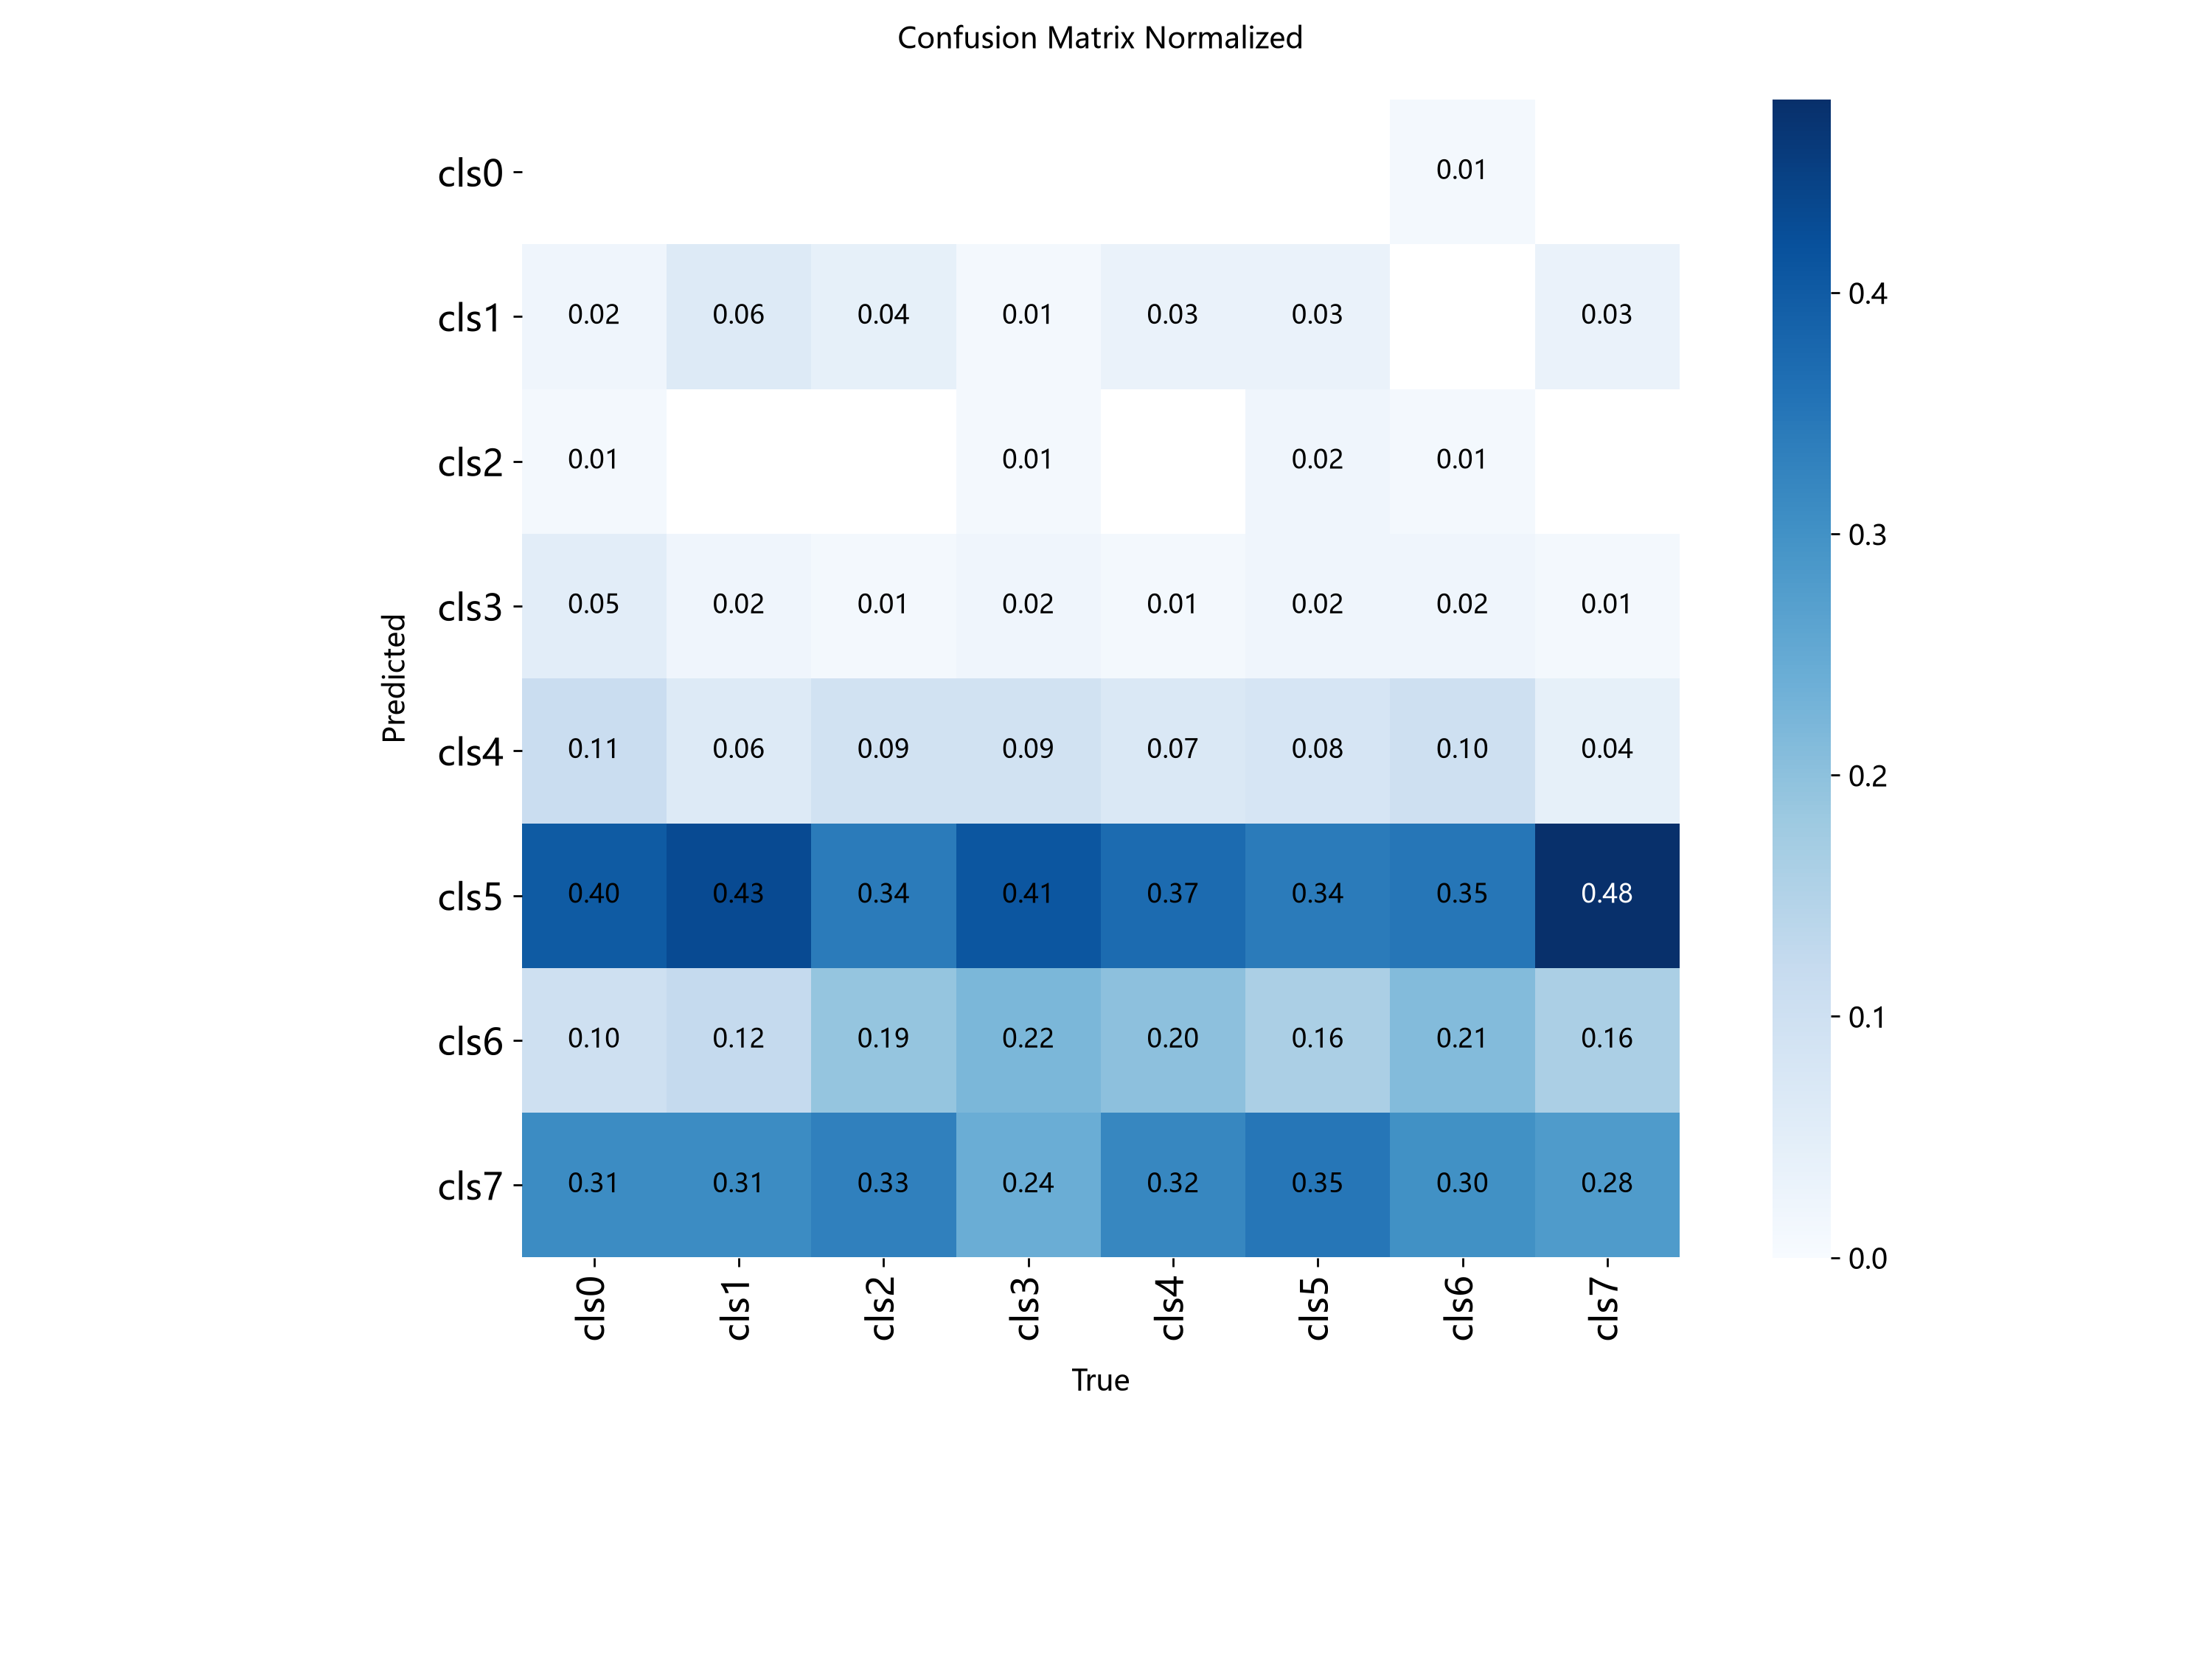 Confusion Matrix Normalized
cls0 0.01
cls1 0.02 0.06 0.04 0.01 0.03 0.03 0.03
cls2 0.01 0.01 0.02 0.01
cls3 0.05 0.02 0.01 0.02 0.01 0.02 0.02 0.01
cls4 0.11 0.06 0.09 0.09 0.07 0.08 0.10 0.04
cls5 0.40 0.43 0.34 0.41 0.37 0.34 0.35 0.48
cls6 0.10 0.12 0.19 0.22 0.20 0.16 0.21 0.16
cls7 0.31 0.31 0.33 0.24 0.32 0.35 0.30 0.28
cls0 cls1 cls2 cls3 cls4 cls5 cls6 cls7
True
Predicted
0.4
0.3
0.2
0.1
0.0